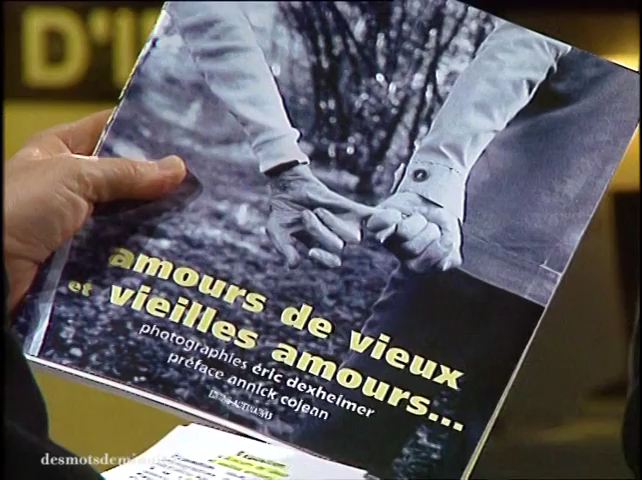 D'I
amours de vieux
et vieilles amours...
photographies éric dexheimer
préface annick cojean
desmotsdemi